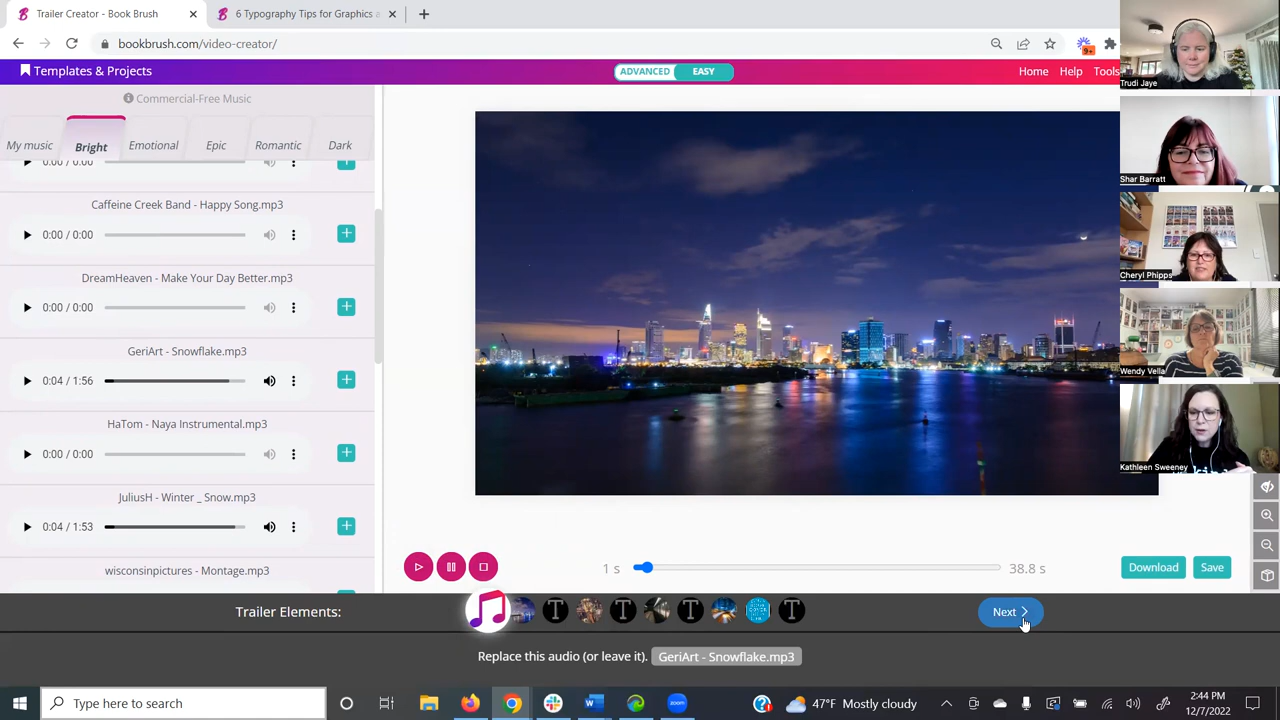 Trailer Creator - Book Brush
6 Typography Tips for Graphics a
bookbrush.com/video-creator/
9+
Templates & Projects
ADVANCED EASY
Home Help Tools
Commercial-Free Music
My music Bright Emotional Epic Romantic Dark
0:00 / 0:00
Caffeine Creek Band - Happy Song.mp3
0:00 / 0:00
DreamHeaven - Make Your Day Better.mp3
0:00 / 0:00
GeriArt - Snowflake.mp3
0:04 / 1:56
HaTom - Naya Instrumental.mp3
0:00 / 0:00
JuliusH - Winter _ Snow.mp3
0:04 / 1:53
wisconsinpictures - Montage.mp3
Trudi Jaye
Shar Barratt
Cheryl Phipps
Wendy Vella
Kathleen Sweeney
1 s
38.8 s
Download Save
Trailer Elements:
T T T T
Next
Replace this audio (or leave it). GeriArt - Snowflake.mp3
Type here to search
zoom
47°F Mostly cloudy
2:44 PM
12/7/2022